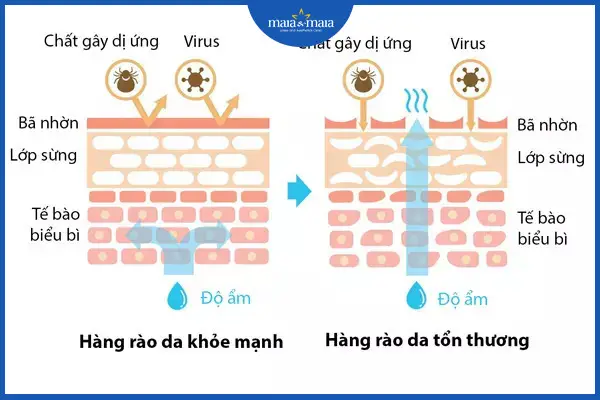 maia&maia
Chất gây dị ứng
Virus
Bã nhờn
Lớp sừng
Tế bào
biểu bì
Độ ẩm
Hàng rào da khỏe mạnh
Chất gây dị ứng
Virus
Bã nhờn
Lớp sừng
Tế bào
biểu bì
Độ ẩm
Hàng rào da tổn thương